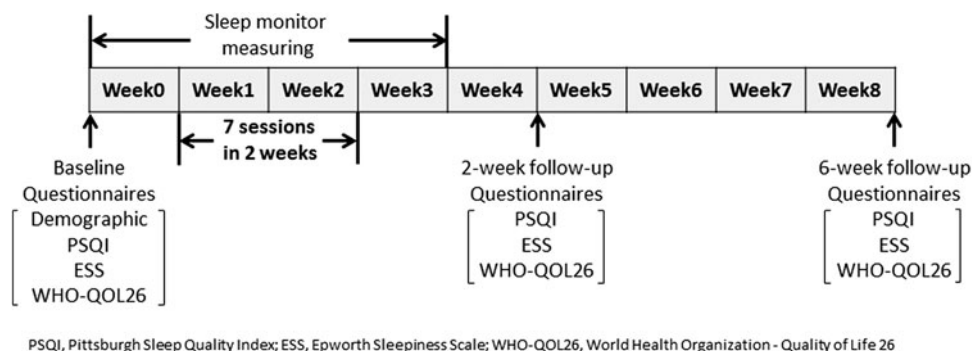 Sleep monitor
measuring
Week0 Week1 Week2 Week3 Week4 Week5 Week6 Week7 Week8
7 sessions
in 2 weeks
Baseline
Questionnaires
Demographic
PSQI
ESS
WHO-QOL26
2-week follow-up
Questionnaires
PSQI
ESS
WHO-QOL26
6-week follow-up
Questionnaires
PSQI
ESS
WHO-QOL26
PSQI, Pittsburgh Sleep Quality Index; ESS, Epworth Sleepiness Scale; WHO-QOL26, World Health Organization - Quality of Life 26